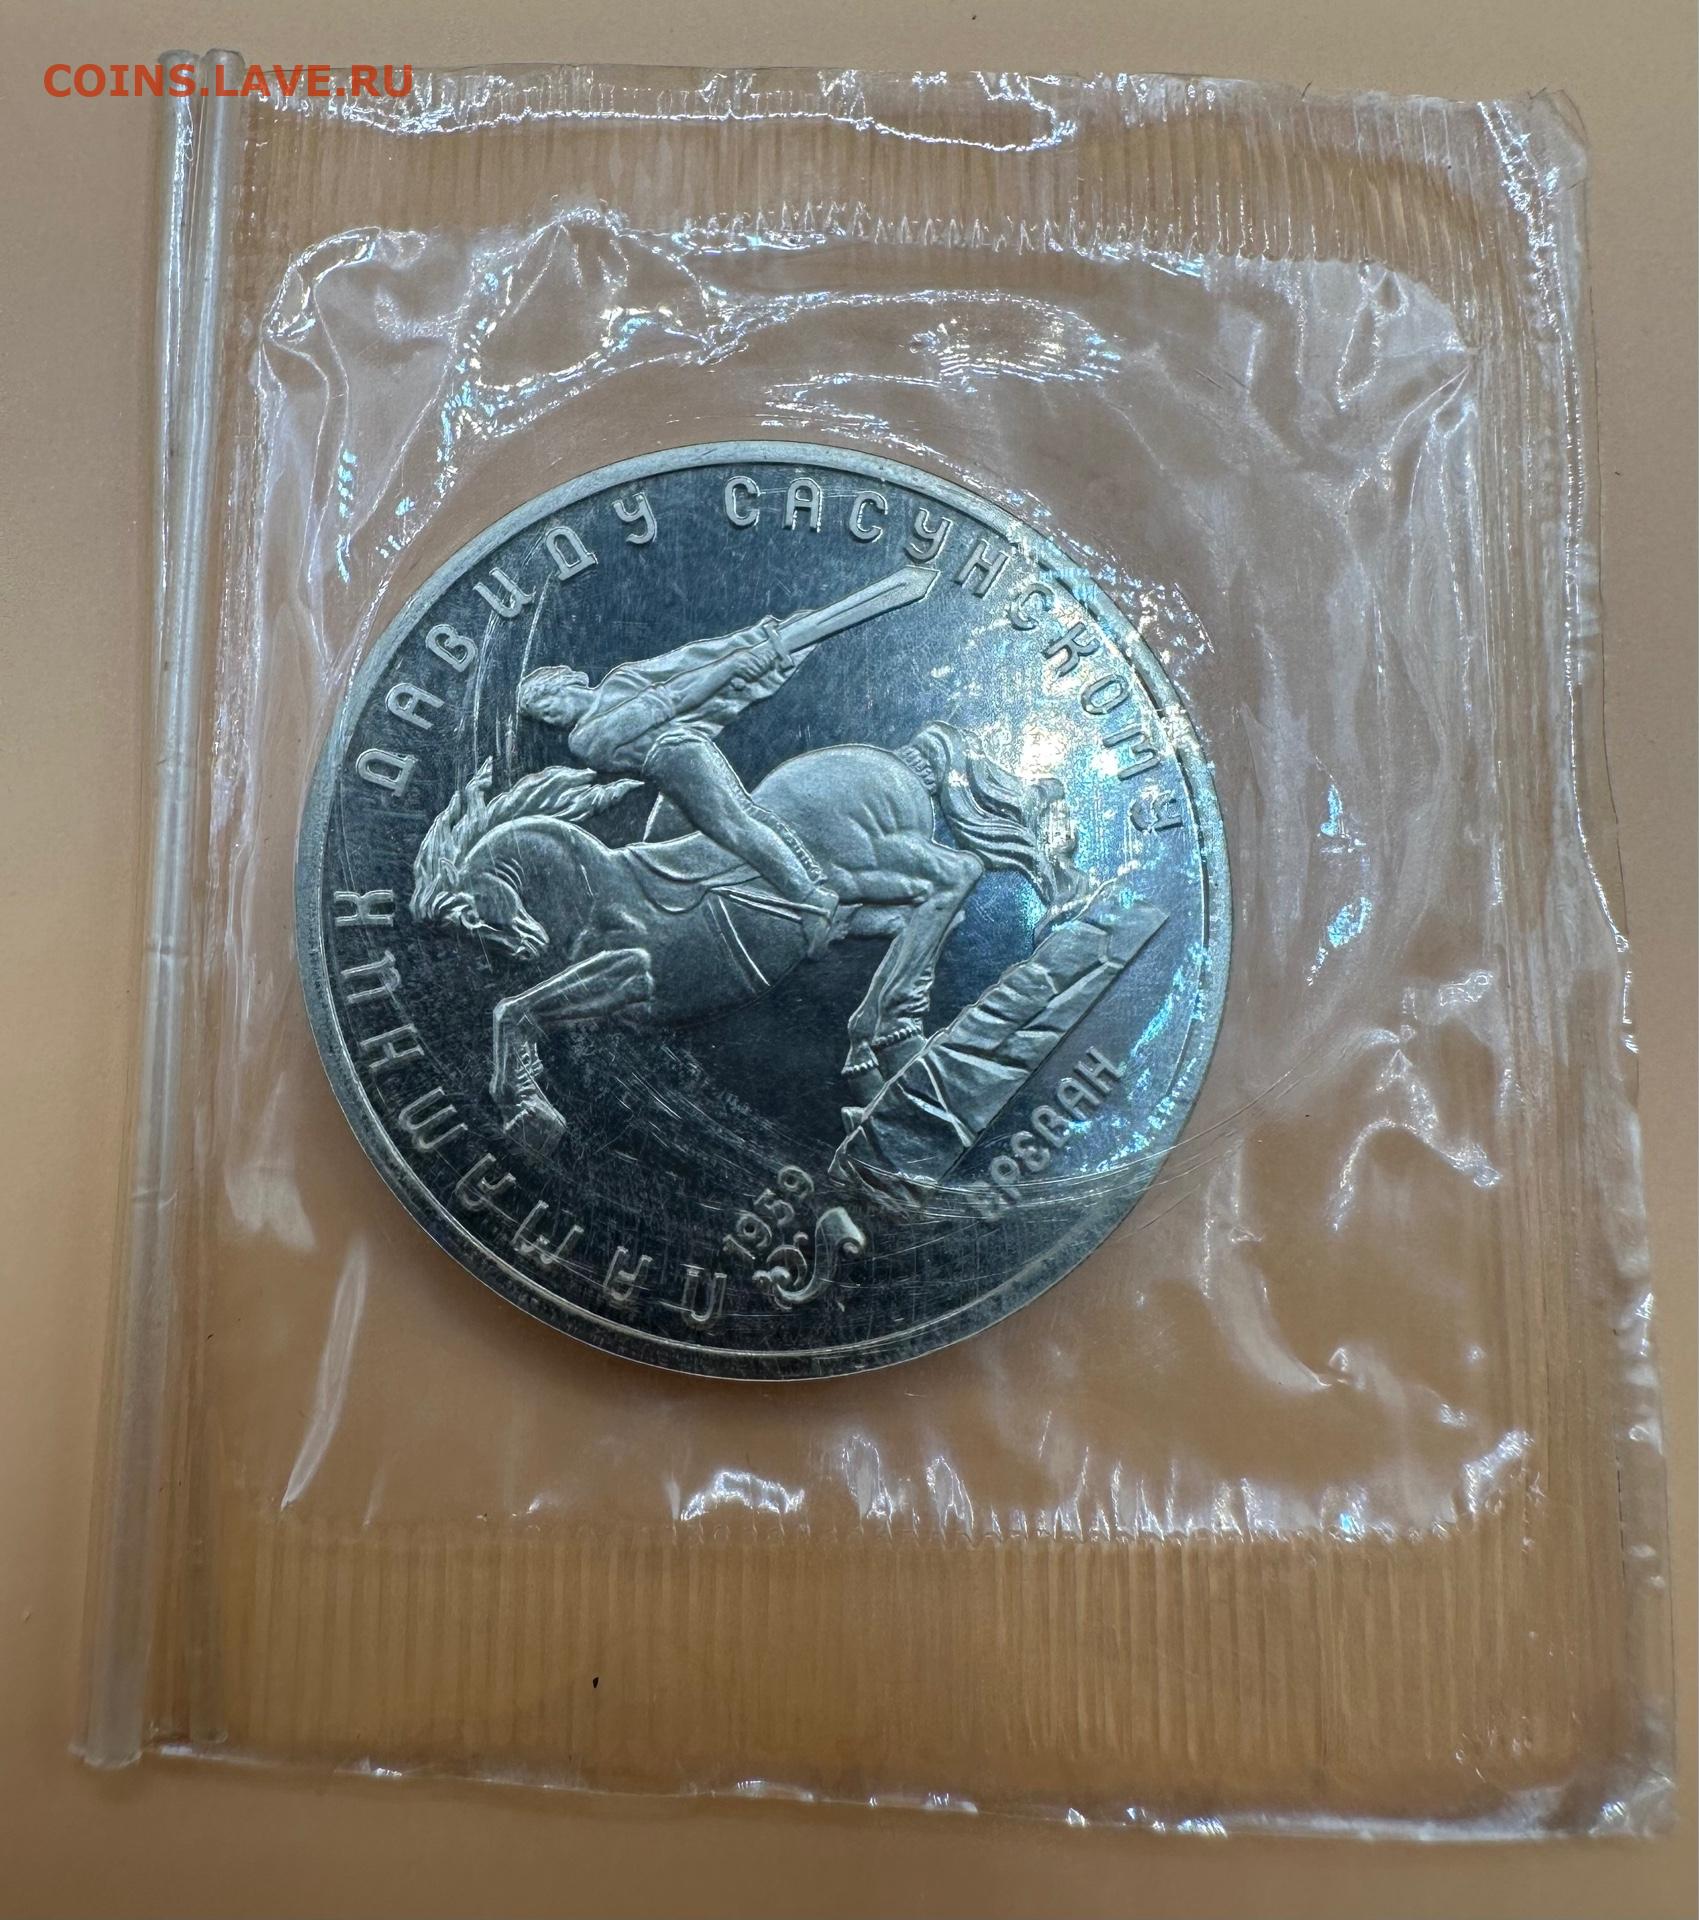 COINS.LAVE.RU
ПАМЯТНИК ДАВИДУ САСУНСКОМУ
1959
ЕРЕВАН